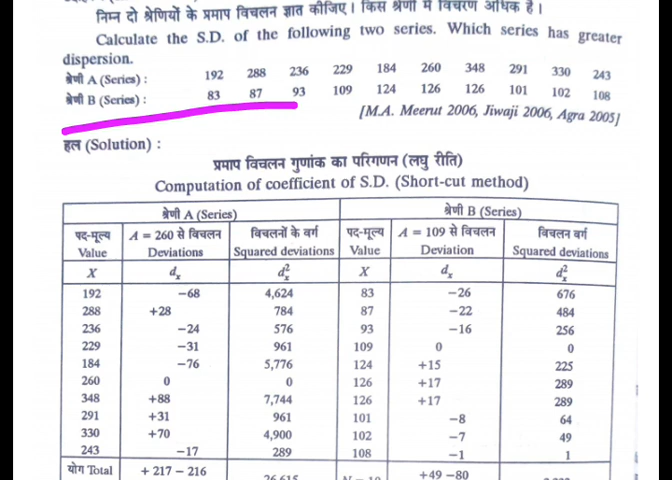 निम्न दो श्रेणियों के प्रमाप विचलन ज्ञात कीजिए। किस श्रेणी में विचरण अधिक है।
Calculate the S.D. of the following two series. Which series has greater
dispersion.
श्रेणी A (Series) : 192 288 236 229 184 260 348 291 330 243
श्रेणी B (Series) : 83 87 93 109 124 126 126 101 102 108
[M.A. Meerut 2006, Jiwaji 2006, Agra 2005]
हल (Solution) :
प्रमाप विचलन गुणांक का परिगणन (लघु रीति)
Computation of coefficient of S.D. (Short-cut method)
श्रेणी A (Series) श्रेणी B (Series)
पद-मूल्य A = 260 से विचलन विचलनों के वर्ग पद-मूल्य A = 109 से विचलन विचलन वर्ग
Value Deviations Squared deviations Value Deviation Squared deviations
X dₓ dₓ² X dₓ dₓ²
192 −68 4,624 83 −26 676
288 +28 784 87 −22 484
236 −24 576 93 −16 256
229 −31 961 109 0 0
184 −76 5,776 124 +15 225
260 0 0 126 +17 289
348 +88 7,744 126 +17 289
291 +31 961 101 −8 64
330 +70 4,900 102 −7 49
243 −17 289 108 −1 1
योग Total + 217 − 216 26,615 +49 −80